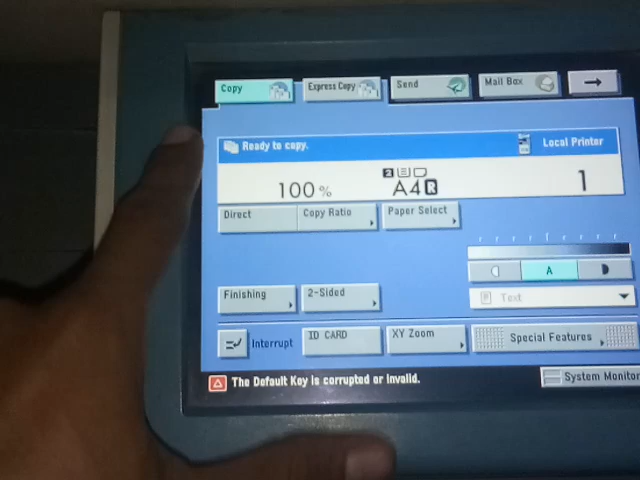 Copy Express Copy Send Mail Box
Ready to copy. Local Printer
100 % 2 A4 R 1
Direct Copy Ratio Paper Select
A
Finishing 2-Sided Text
Interrupt ID CARD XY Zoom Special Features
The Default Key is corrupted or invalid. System Monitor